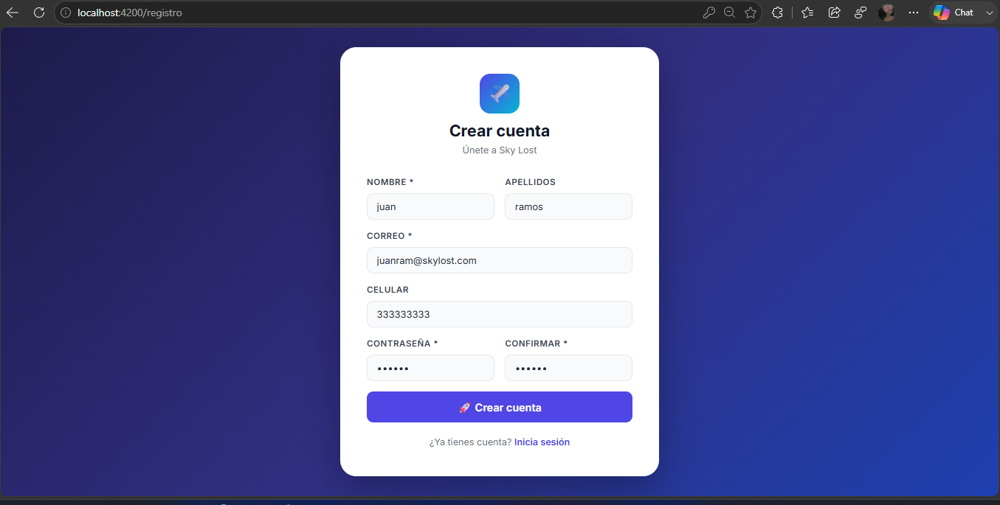 localhost:4200/registro
Chat
Crear cuenta
Únete a Sky Lost
NOMBRE * APELLIDOS
juan ramos
CORREO *
juanram@skylost.com
CELULAR
333333333
CONTRASEÑA * CONFIRMAR *
•••••• ••••••
🚀 Crear cuenta
¿Ya tienes cuenta? Inicia sesión